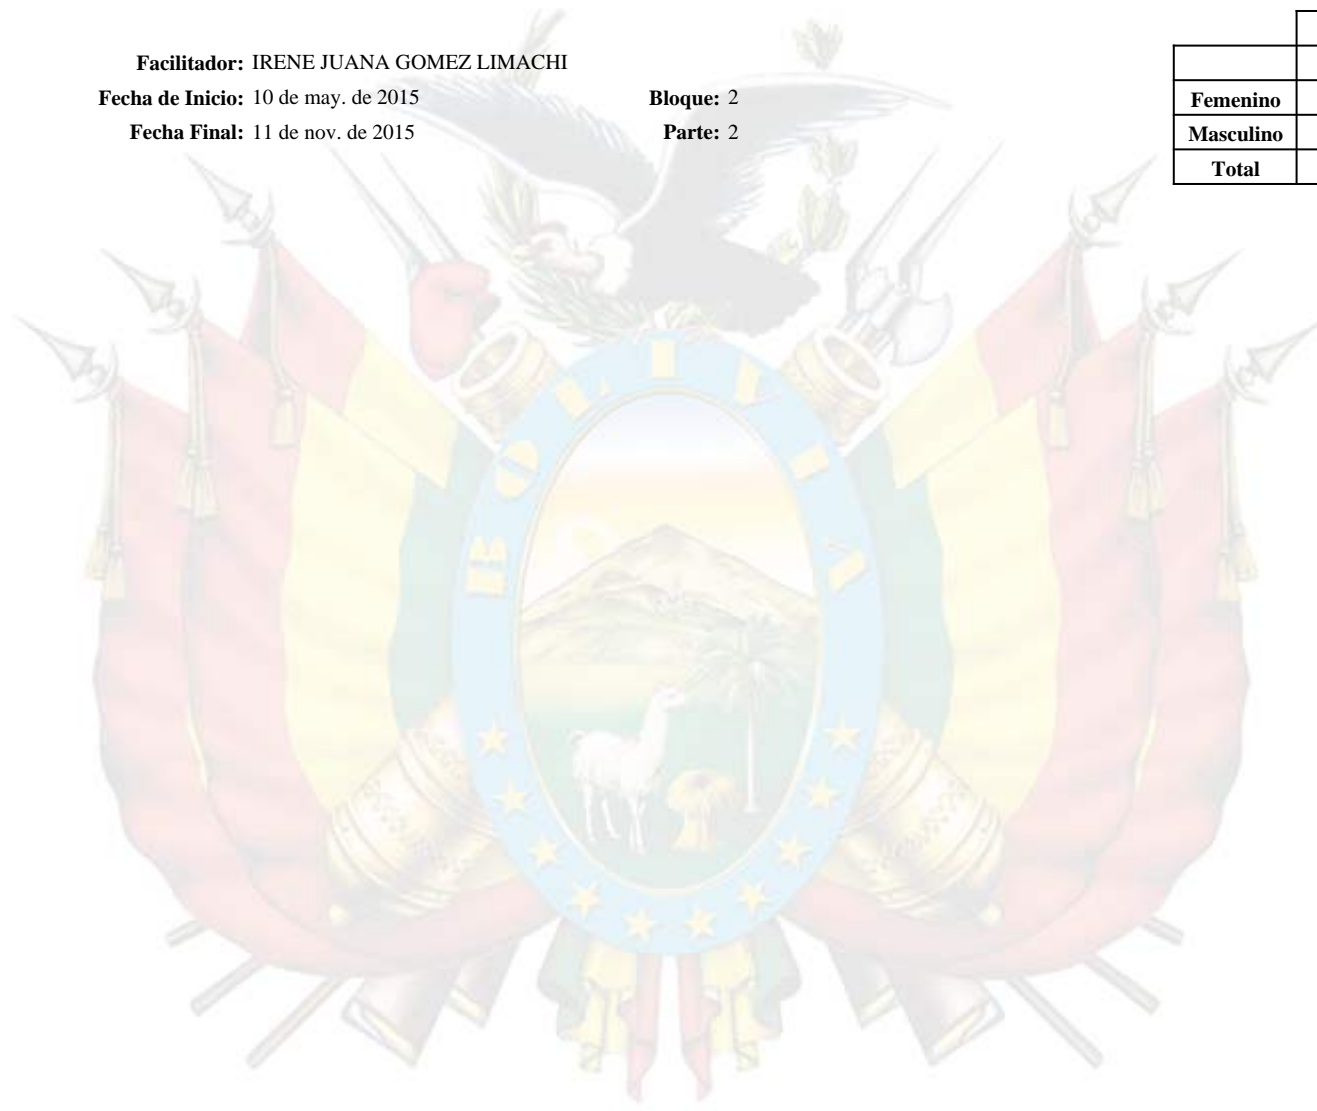 Facilitador: IRENE JUANA GOMEZ LIMACHI
Fecha de Inicio: 10 de may. de 2015 Bloque: 2
Fecha Final: 11 de nov. de 2015 Parte: 2
Femenino
Masculino
Total
BOLIVIA